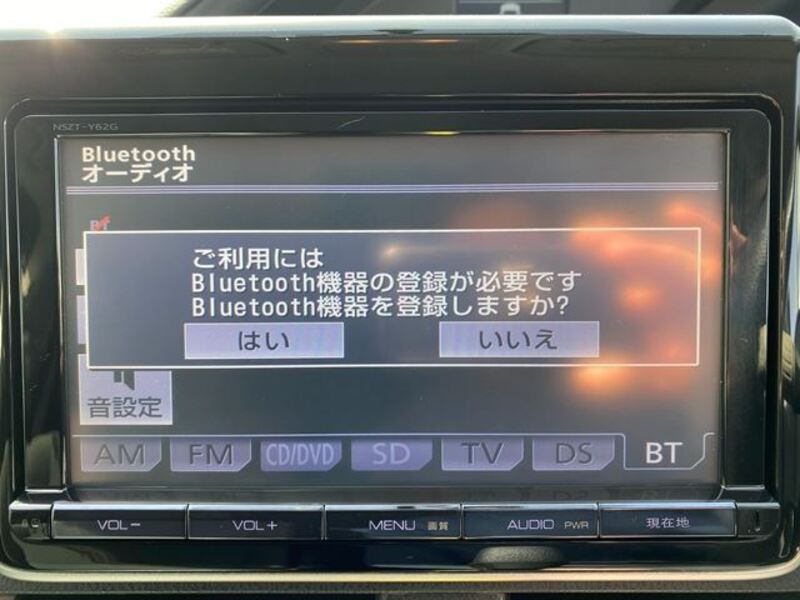 NSZT-Y62G
Bluetooth
オーディオ
BT
ご利用には
Bluetooth機器の登録が必要です
Bluetooth機器を登録しますか?
はい いいえ
音設定
AM FM CD/DVD SD TV DS BT
VOL− VOL+ MENU 画質 AUDIO PWR 現在地